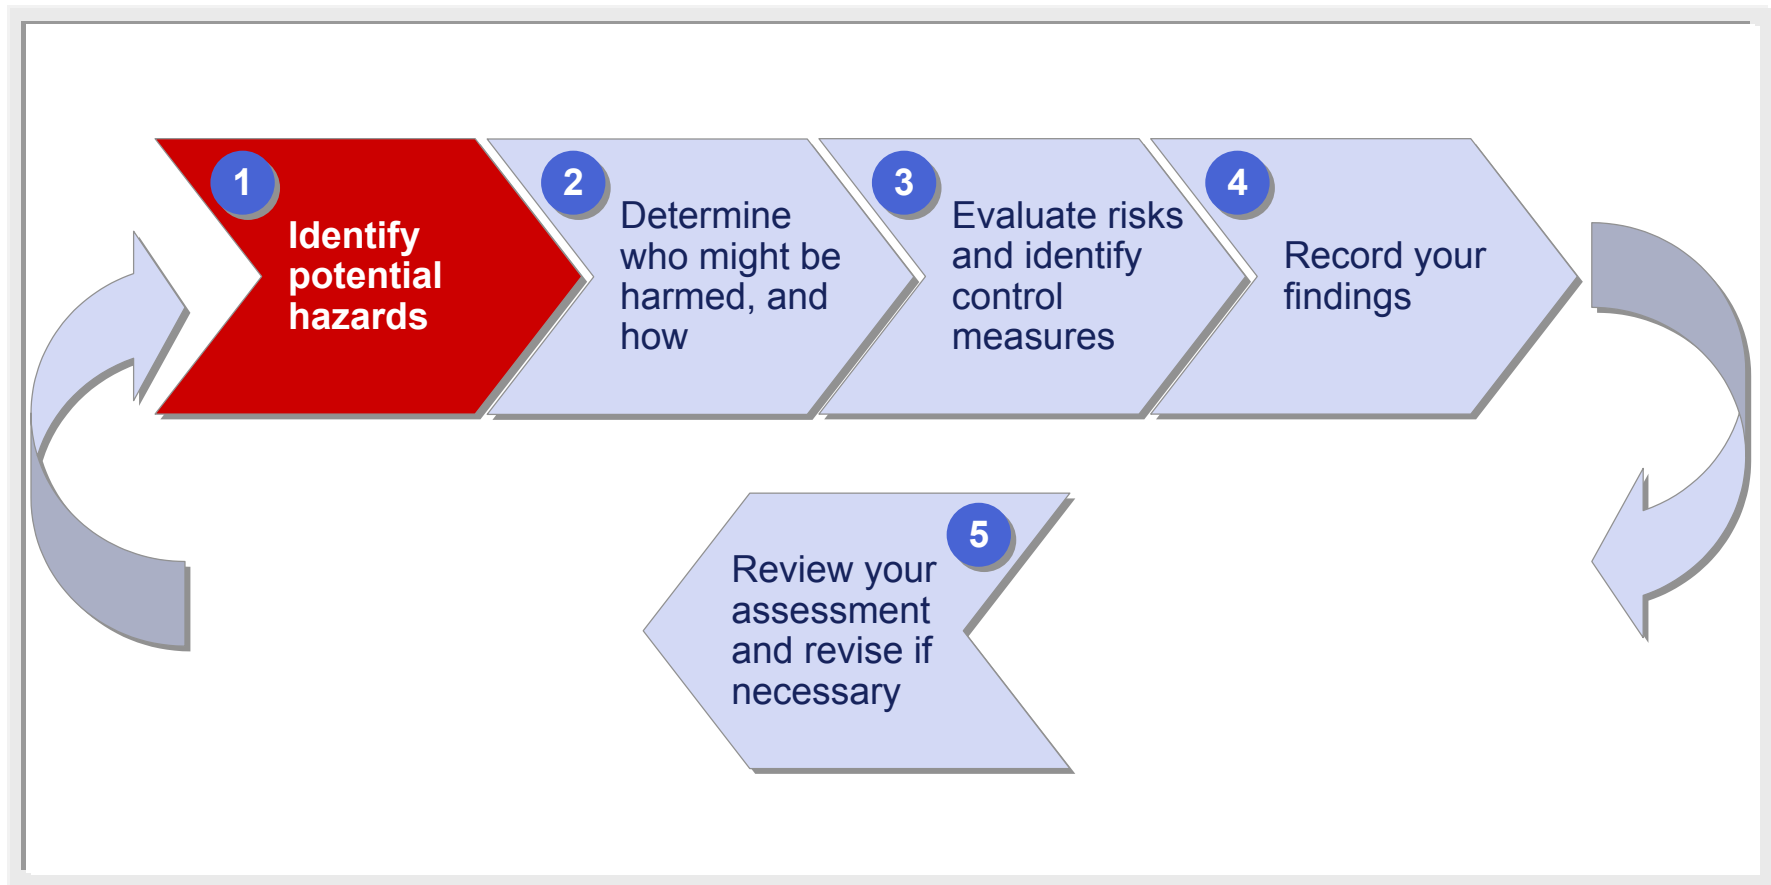 1
Identify
potential
hazards
2
Determine
who might be
harmed, and
how
3
Evaluate risks
and identify
control
measures
4
Record your
findings
5
Review your
assessment
and revise if
necessary